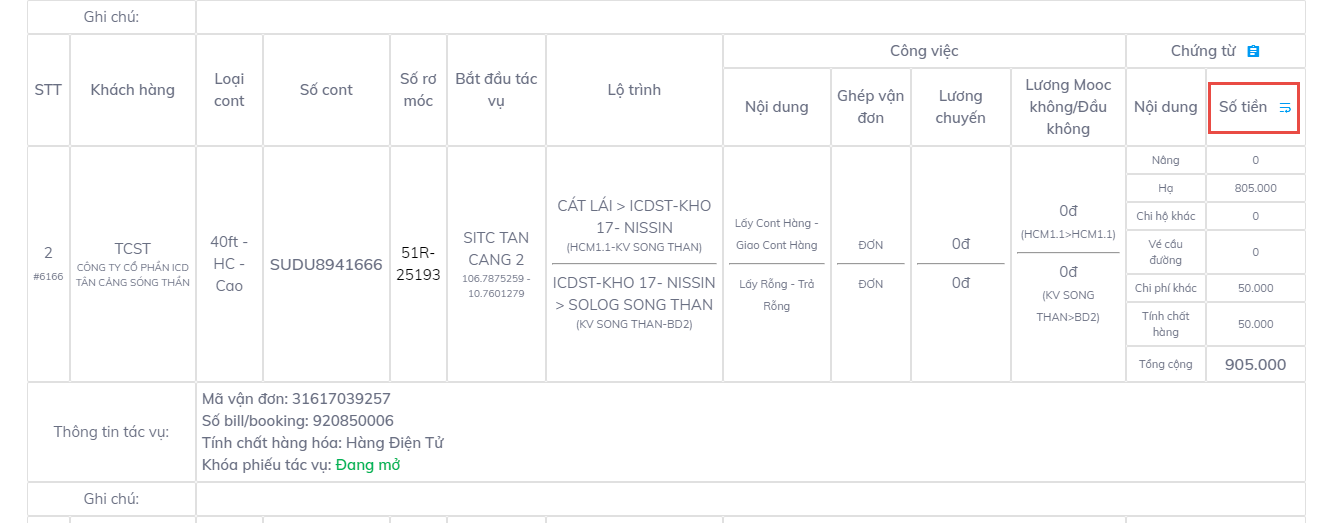 Ghi chú:
Công việc
Chứng từ
STT
Khách hàng
Loại
cont
Số cont
Số rơ
móc
Bắt đầu tác
vụ
Lộ trình
Nội dung
Ghép vận
đơn
Lương
chuyến
Lương Mooc
không/Đầu
không
Nội dung
Số tiền
2
#6166
TCST
CÔNG TY CỔ PHẦN ICD
TÂN CẢNG SÓNG THẦN
40ft -
HC -
Cao
SUDU8941666
51R-
25193
SITC TAN
CANG 2
106.7875259 -
10.7601279
CÁT LÁI > ICDST-KHO
17- NISSIN
(HCM1.1-KV SONG THAN)
ICDST-KHO 17- NISSIN
> SOLOG SONG THAN
(KV SONG THAN-BD2)
Lấy Cont Hàng -
Giao Cont Hàng
Lấy Rỗng - Trả
Rỗng
ĐƠN
ĐƠN
0đ
0đ
0đ
(HCM1.1>HCM1.1)
0đ
(KV SONG
THAN>BD2)
Nâng 0
Hạ 805.000
Chi hộ khác 0
Vé cầu
đường
0
Chi phí khác 50.000
Tính chất
hàng
50.000
Tổng cộng 905.000
Thông tin tác vụ:
Mã vận đơn: 31617039257
Số bill/booking: 920850006
Tính chất hàng hóa: Hàng Điện Tử
Khóa phiếu tác vụ: Đang mở
Ghi chú: